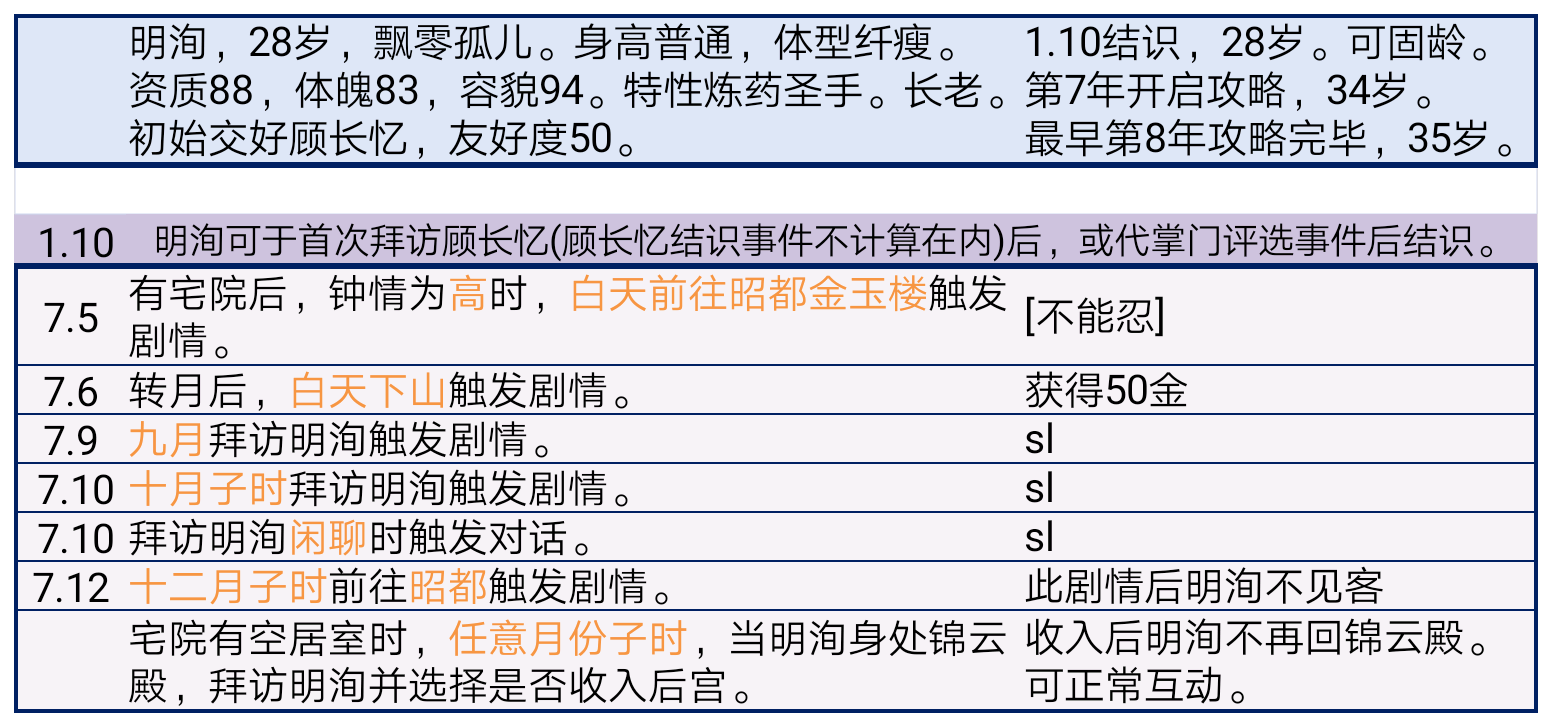 明洵，28岁，飘零孤儿。身高普通，体型纤瘦。
资质88，体魄83，容貌94。特性炼药圣手。长老。
初始交好顾长忆，友好度50。
1.10结识，28岁。可固龄。
第7年开启攻略，34岁。
最早第8年攻略完毕，35岁。
1.10 明洵可于首次拜访顾长忆(顾长忆结识事件不计算在内)后，或代掌门评选事件后结识。
7.5
有宅院后，钟情为高时，白天前往昭都金玉楼触发
剧情。
[不能忍]
7.6 转月后，白天下山触发剧情。 获得50金
7.9 九月拜访明洵触发剧情。 sl
7.10 十月子时拜访明洵触发剧情。 sl
7.10 拜访明洵闲聊时触发对话。 sl
7.12 十二月子时前往昭都触发剧情。 此剧情后明洵不见客
宅院有空居室时，任意月份子时，当明洵身处锦云
殿，拜访明洵并选择是否收入后宫。
收入后明洵不再回锦云殿。
可正常互动。